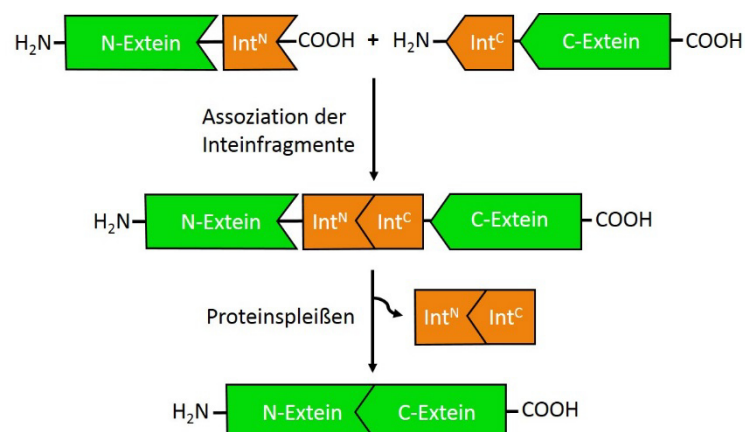 H₂N N-Extein Intᴺ COOH + H₂N Intᶜ C-Extein COOH
Assoziation der
Inteinfragmente
H₂N N-Extein Intᴺ Intᶜ C-Extein COOH
Proteinspleißen Intᴺ Intᶜ
H₂N N-Extein C-Extein COOH